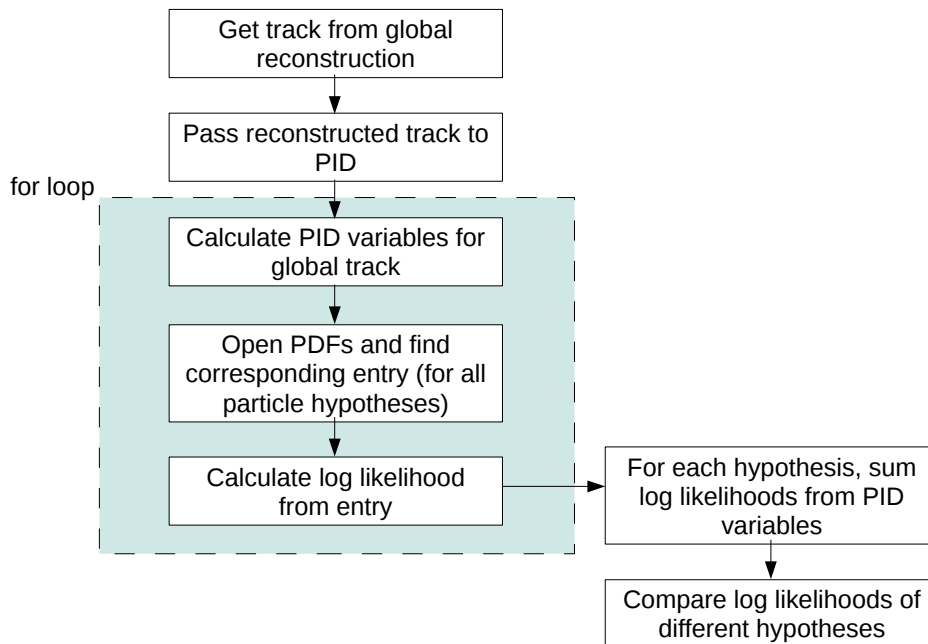 Get track from global
reconstruction
Pass reconstructed track to
PID
for loop
Calculate PID variables for
global track
Open PDFs and find
corresponding entry (for all
particle hypotheses)
Calculate log likelihood
from entry
For each hypothesis, sum
log likelihoods from PID
variables
Compare log likelihoods of
different hypotheses